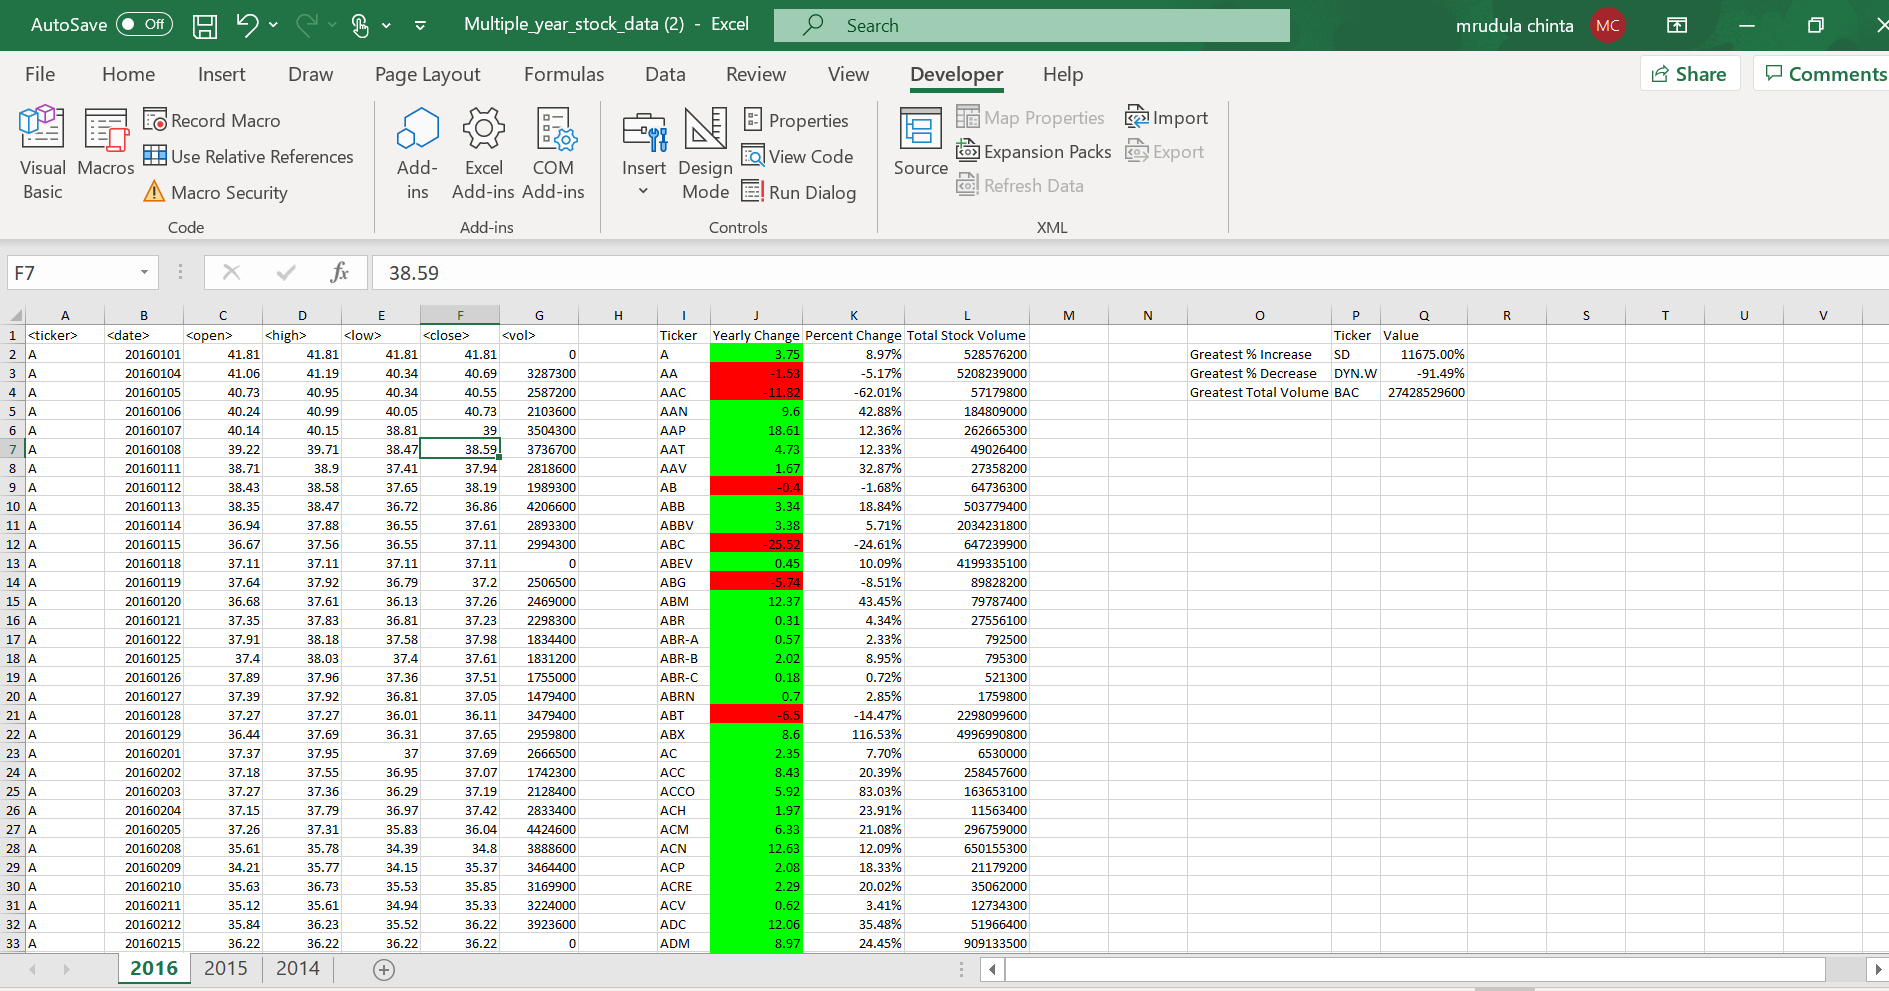 AutoSave Off Multiple_year_stock_data (2) - Excel Search mrudula chinta MC
File Home Insert Draw Page Layout Formulas Data Review View Developer Help Share Comments
Visual Basic Macros Record Macro Use Relative References Macro Security
Code
Add-ins Excel Add-ins COM Add-ins
Add-ins
Insert Design Mode Properties View Code Run Dialog
Controls
Source Map Properties Expansion Packs Refresh Data Import Export
XML
F7 fx 38.59
A B C D E F G H I J K L M N O P Q R S T U V
1 <ticker> <date> <open> <high> <low> <close> <vol> Ticker Yearly Change Percent Change Total Stock Volume Ticker Value
2 A 20160101 41.81 41.81 41.81 41.81 0 A 3.75 8.97% 528576200 Greatest % Increase SD 11675.00%
3 A 20160104 41.06 41.19 40.34 40.69 3287300 AA -1.53 -5.17% 5208239000 Greatest % Decrease DYN.W -91.49%
4 A 20160105 40.73 40.95 40.34 40.55 2587200 AAC -11.82 -62.01% 57179800 Greatest Total Volume BAC 27428529600
5 A 20160106 40.24 40.99 40.05 40.73 2103600 AAN 9.6 42.88% 184809000
6 A 20160107 40.14 40.15 38.81 39 3504300 AAP 18.61 12.36% 262665300
7 A 20160108 39.22 39.71 38.47 38.59 3736700 AAT 4.73 12.33% 49026400
8 A 20160111 38.71 38.9 37.41 37.94 2818600 AAV 1.67 32.87% 27358200
9 A 20160112 38.43 38.58 37.65 38.19 1989300 AB -0.4 -1.68% 64736300
10 A 20160113 38.35 38.47 36.72 36.86 4206600 ABB 3.34 18.84% 503779400
11 A 20160114 36.94 37.88 36.55 37.61 2893300 ABBV 3.38 5.71% 2034231800
12 A 20160115 36.67 37.56 36.55 37.11 2994300 ABC -25.52 -24.61% 647239900
13 A 20160118 37.11 37.11 37.11 37.11 0 ABEV 0.45 10.09% 4199335100
14 A 20160119 37.64 37.92 36.79 37.2 2506500 ABG -5.74 -8.51% 89828200
15 A 20160120 36.68 37.61 36.13 37.26 2469000 ABM 12.37 43.45% 79787400
16 A 20160121 37.35 37.83 36.81 37.23 2298300 ABR 0.31 4.34% 27556100
17 A 20160122 37.91 38.18 37.58 37.98 1834400 ABR-A 0.57 2.33% 792500
18 A 20160125 37.4 38.03 37.4 37.61 1831200 ABR-B 2.02 8.95% 795300
19 A 20160126 37.89 37.96 37.36 37.51 1755000 ABR-C 0.18 0.72% 521300
20 A 20160127 37.39 37.92 36.81 37.05 1479400 ABRN 0.7 2.85% 1759800
21 A 20160128 37.27 37.27 36.01 36.11 3479400 ABT -6.5 -14.47% 2298099600
22 A 20160129 36.44 37.69 36.31 37.65 2959800 ABX 8.6 116.53% 4996990800
23 A 20160201 37.37 37.95 37 37.69 2666500 AC 2.35 7.70% 6530000
24 A 20160202 37.18 37.55 36.95 37.07 1742300 ACC 8.43 20.39% 258457600
25 A 20160203 37.27 37.36 36.29 37.19 2128400 ACCO 5.92 83.03% 163653100
26 A 20160204 37.15 37.79 36.97 37.42 2833400 ACH 1.97 23.91% 11563400
27 A 20160205 37.26 37.31 35.83 36.04 4424600 ACM 6.33 21.08% 296759000
28 A 20160208 35.61 35.78 34.39 34.8 3888600 ACN 12.63 12.09% 650155300
29 A 20160209 34.21 35.77 34.15 35.37 3464400 ACP 2.08 18.33% 21179200
30 A 20160210 35.63 36.73 35.53 35.85 3169900 ACRE 2.29 20.02% 35062000
31 A 20160211 35.12 35.61 34.94 35.33 3224000 ACV 0.62 3.41% 12734300
32 A 20160212 35.84 36.23 35.52 36.22 3923600 ADC 12.06 35.48% 51966400
33 A 20160215 36.22 36.22 36.22 36.22 0 ADM 8.97 24.45% 909133500
2016 2015 2014